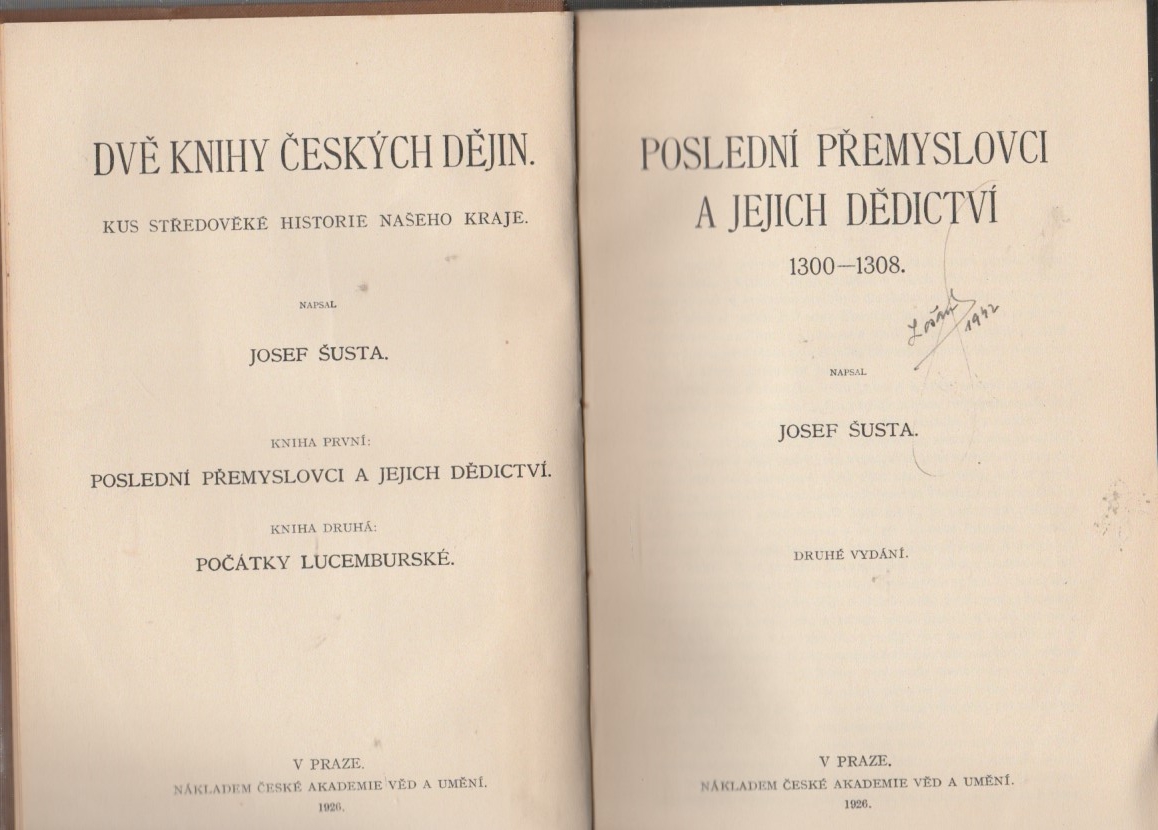 DVĚ KNIHY ČESKÝCH DĚJIN.
KUS STŘEDOVĚKÉ HISTORIE NAŠEHO KRAJE.
NAPSAL
JOSEF ŠUSTA.
KNIHA PRVNÍ:
POSLEDNÍ PŘEMYSLOVCI A JEJICH DĚDICTVÍ.
KNIHA DRUHÁ:
POČÁTKY LUCEMBURSKÉ.
V PRAZE.
NÁKLADEM ČESKÉ AKADEMIE VĚD A UMĚNÍ.
1926.
POSLEDNÍ PŘEMYSLOVCI
A JEJICH DĚDICTVÍ
1300—1308.
1942
NAPSAL
JOSEF ŠUSTA.
DRUHÉ VYDÁNÍ.
V PRAZE.
NÁKLADEM ČESKÉ AKADEMIE VĚD A UMĚNÍ.
1926.